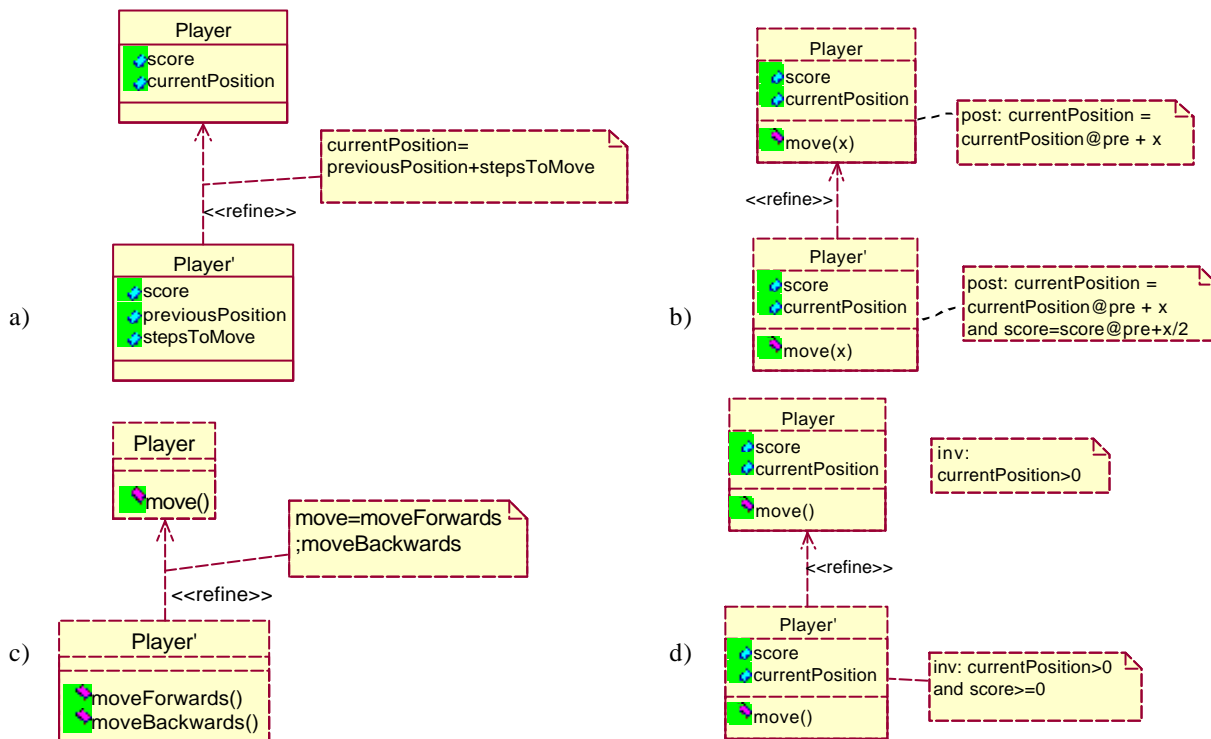 Player
score
currentPosition
currentPosition=
previousPosition+stepsToMove
<<refine>>
Player'
score
previousPosition
stepsToMove
a)
Player
score
currentPosition
move(x)
post: currentPosition =
currentPosition@pre + x
<<refine>>
Player'
score
currentPosition
move(x)
post: currentPosition =
currentPosition@pre + x
and score=score@pre+x/2
b)
Player
move()
move=moveForwards
;moveBackwards
<<refine>>
Player'
moveForwards()
moveBackwards()
c)
Player
score
currentPosition
move()
inv:
currentPosition>0
<<refine>>
Player'
score
currentPosition
move()
inv: currentPosition>0
and score>=0
d)